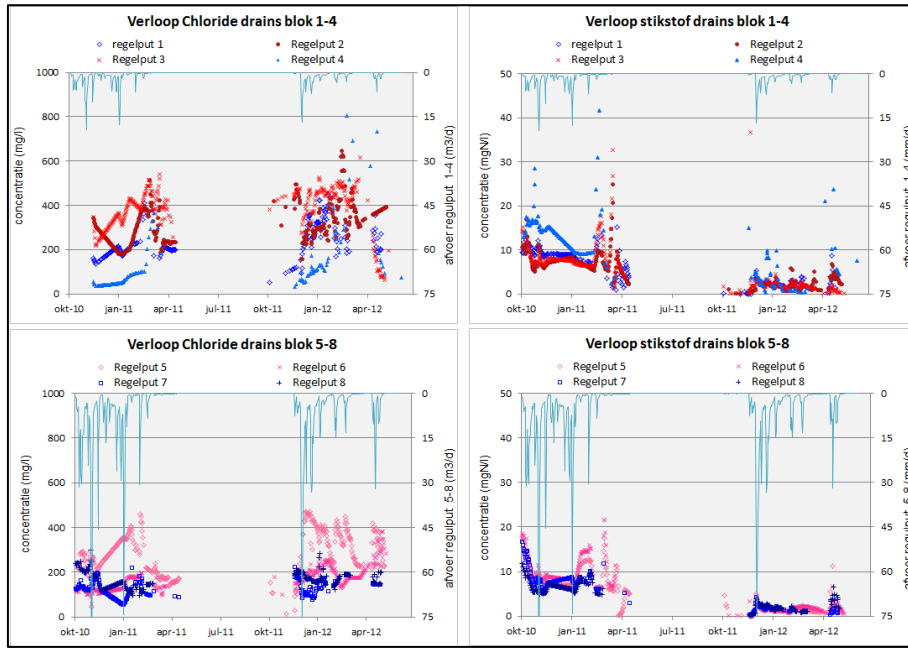 Verloop Chloride drains blok 1-4
regelput 1
Regelput 2
Regelput 3
Regelput 4
concentratie (mg/l)
1000
800
600
400
200
0
0
15
30
45
60
75
afvoer regulput 1-4 (m3/d)
okt-10
jan-11
apr-11
jul-11
okt-11
jan-12
apr-12
Verloop stikstof drains blok 1-4
regelput 1
Regelput 2
Regelput 3
Regelput 4
concentratie (mgN/l)
50
40
30
20
10
0
0
15
30
45
60
75
afvoer regulput 1-4 (mm/d)
okt-10
jan-11
apr-11
jul-11
okt-11
jan-12
apr-12
Verloop Chloride drains blok 5-8
Regelput 5
Regelput 6
Regelput 7
Regelput 8
concentratie (mg/l)
1000
800
600
400
200
0
0
15
30
45
60
75
afvoer regulput 5-8 (m3/d)
okt-10
jan-11
apr-11
jul-11
okt-11
jan-12
apr-12
Verloop stikstof drains blok 5-8
Regelput 5
Regelput 6
Regelput 7
Regelput 8
concentratie (mgN/l)
50
40
30
20
10
0
0
15
30
45
60
75
afvoer regulput 5-8 (mm/d)
okt-10
jan-11
apr-11
jul-11
okt-11
jan-12
apr-12